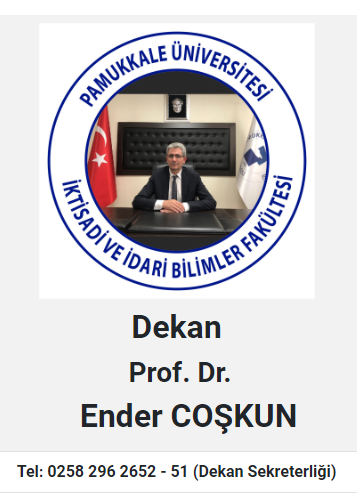 PAMUKKALE ÜNİVERSİTESİ
İKTİSADİ VE İDARİ BİLİMLER FAKÜLTESİ
Dekan
Prof. Dr.
Ender COŞKUN
Tel: 0258 296 2652 - 51 (Dekan Sekreterliği)